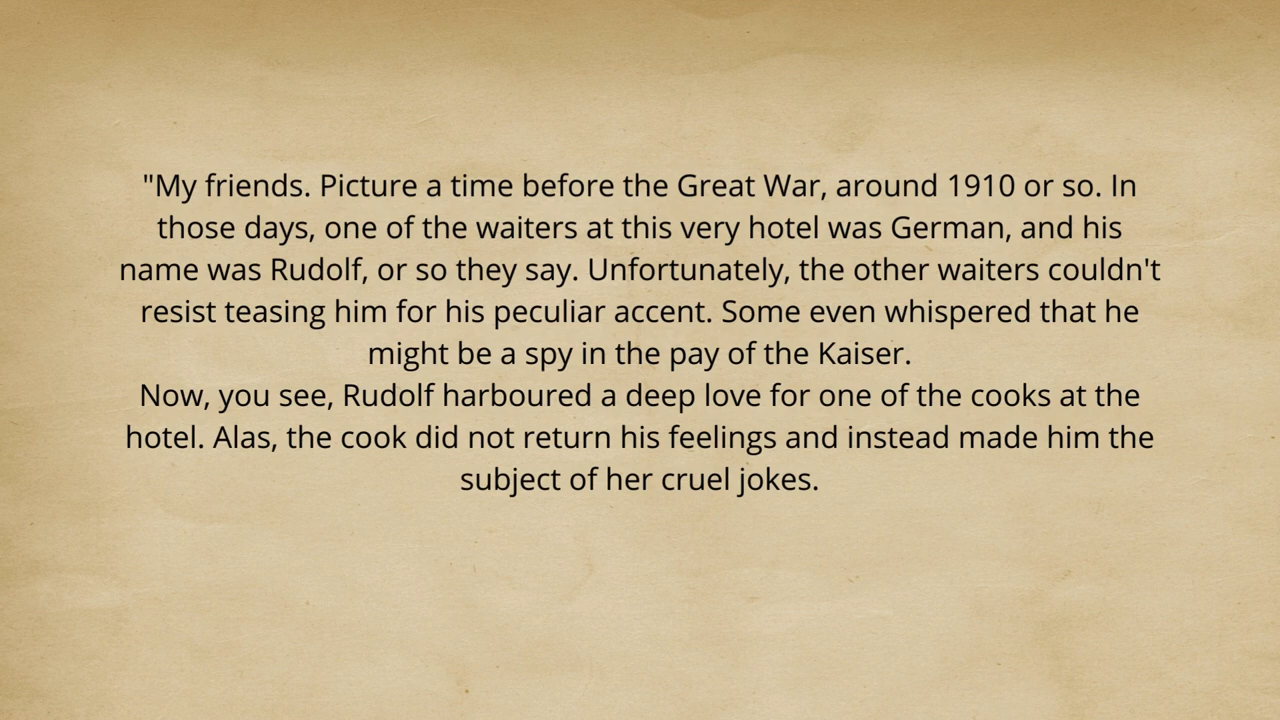 "My friends. Picture a time before the Great War, around 1910 or so. In
those days, one of the waiters at this very hotel was German, and his
name was Rudolf, or so they say. Unfortunately, the other waiters couldn't
resist teasing him for his peculiar accent. Some even whispered that he
might be a spy in the pay of the Kaiser.
Now, you see, Rudolf harboured a deep love for one of the cooks at the
hotel. Alas, the cook did not return his feelings and instead made him the
subject of her cruel jokes.